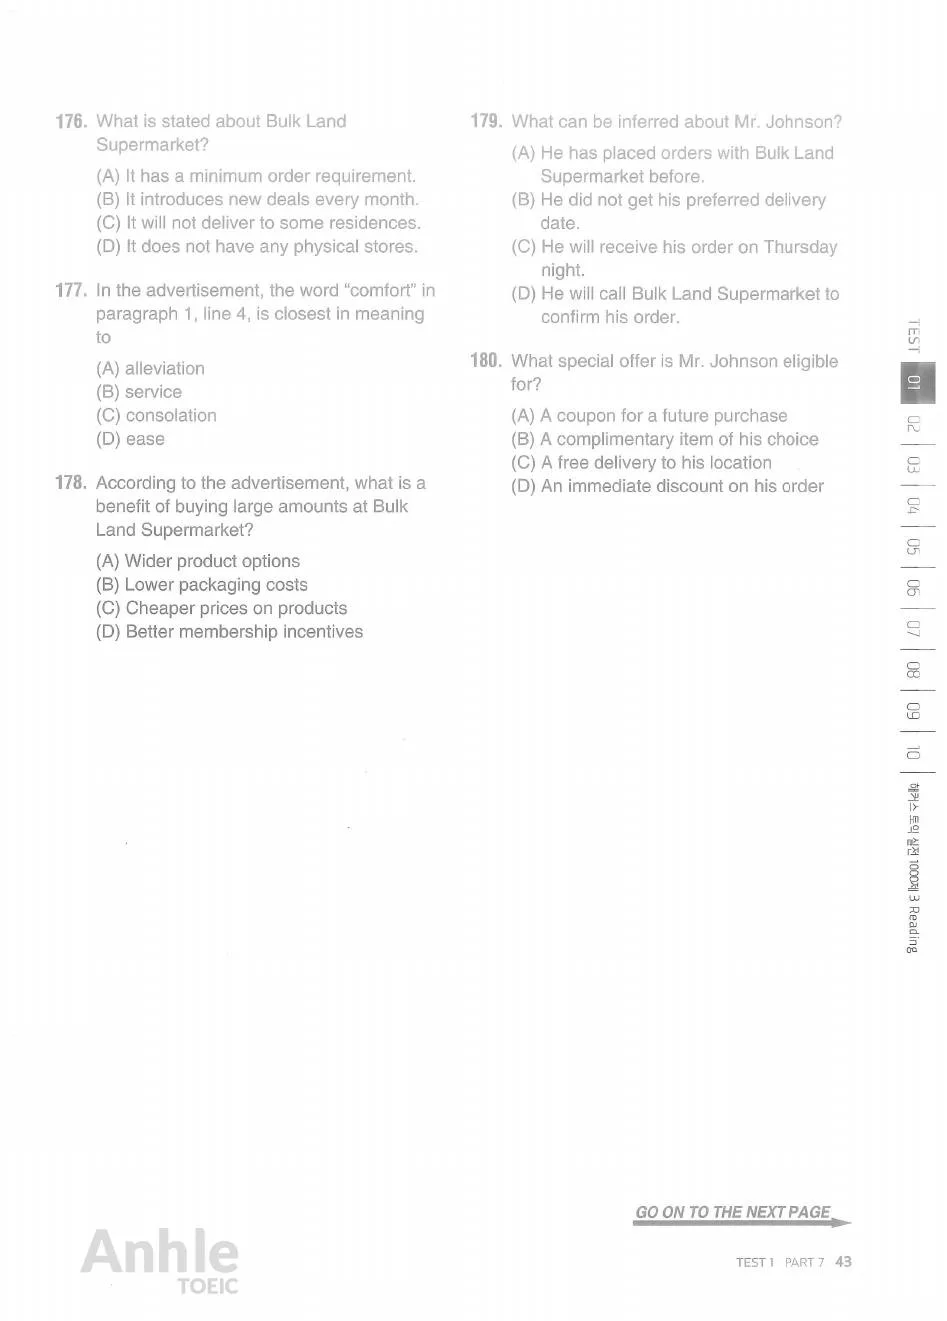 176. What is stated about Bulk Land
Supermarket?
(A) It has a minimum order requirement.
(B) It introduces new deals every month.
(C) It will not deliver to some residences.
(D) It does not have any physical stores.
177. In the advertisement, the word “comfort” in
paragraph 1, line 4, is closest in meaning
to
(A) alleviation
(B) service
(C) consolation
(D) ease
178. According to the advertisement, what is a
benefit of buying large amounts at Bulk
Land Supermarket?
(A) Wider product options
(B) Lower packaging costs
(C) Cheaper prices on products
(D) Better membership incentives
179. What can be inferred about Mr. Johnson?
(A) He has placed orders with Bulk Land
Supermarket before.
(B) He did not get his preferred delivery
date.
(C) He will receive his order on Thursday
night.
(D) He will call Bulk Land Supermarket to
confirm his order.
180. What special offer is Mr. Johnson eligible
for?
(A) A coupon for a future purchase
(B) A complimentary item of his choice
(C) A free delivery to his location
(D) An immediate discount on his order
TEST 01 02 03 04 05 06 07 08 09 10
해커스 토익 실전 1000제 3 Reading
GO ON TO THE NEXT PAGE
Anhle
TOEIC
TEST 1 PART 7 43